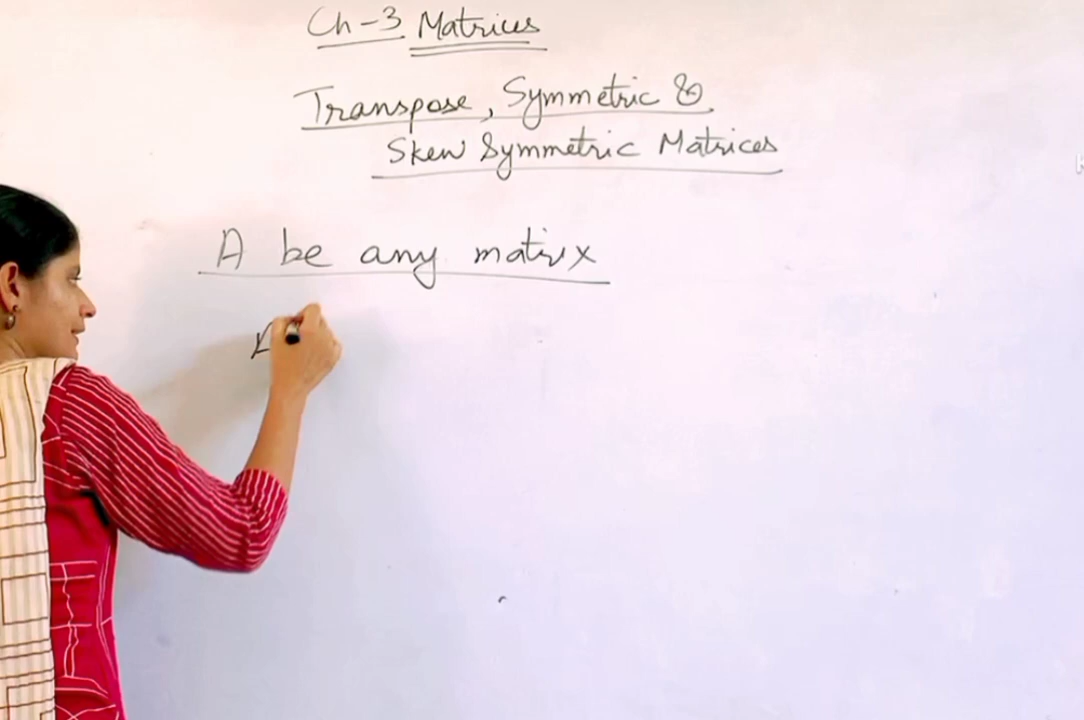 Ch-3 Matrices
Transpose, Symmetric &
Skew Symmetric Matrices
A be any matrix